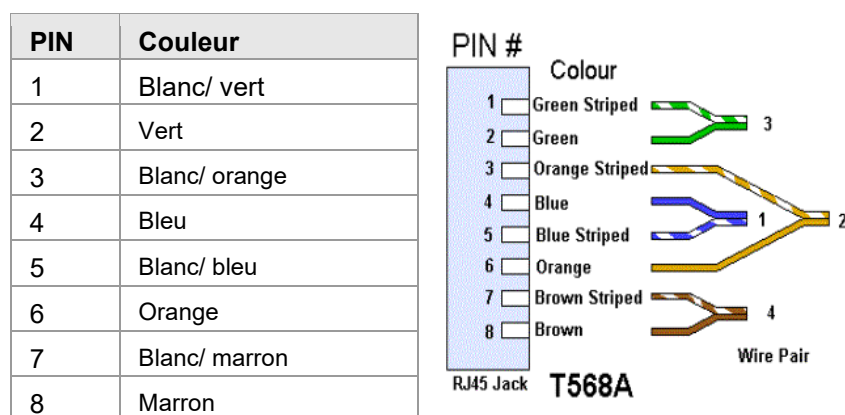 PIN Couleur
1 Blanc/ vert
2 Vert
3 Blanc/ orange
4 Bleu
5 Blanc/ bleu
6 Orange
7 Blanc/ marron
8 Marron
PIN #
Colour
1 Green Striped
2 Green
3
3 Orange Striped
4 Blue
1
2
5 Blue Striped
6 Orange
7 Brown Striped
4
8 Brown
Wire Pair
RJ45 Jack T568A